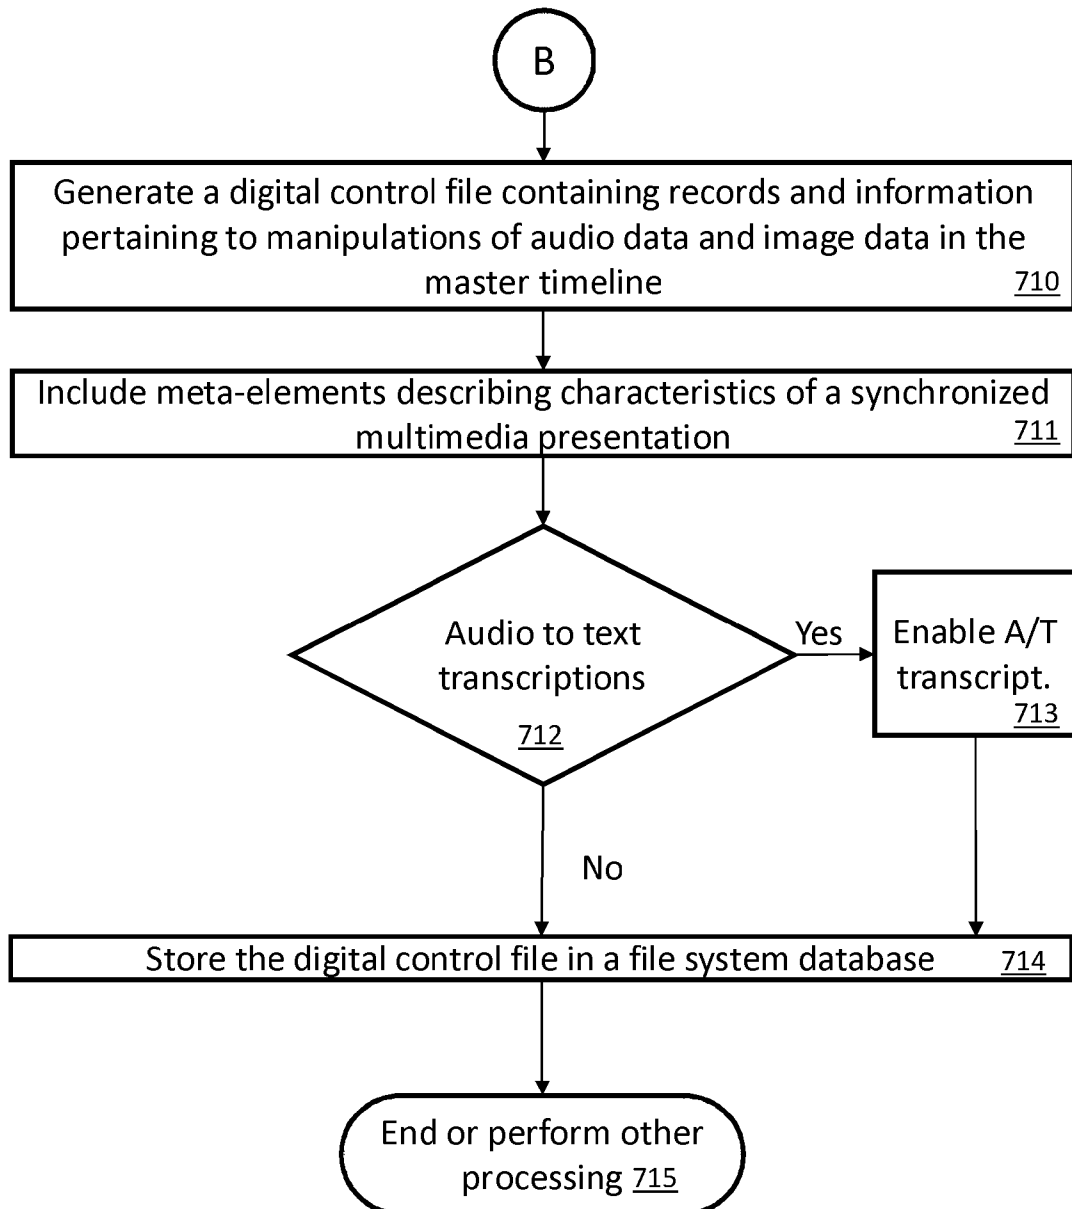 B
Generate a digital control file containing records and information
pertaining to manipulations of audio data and image data in the
master timeline
710
Include meta-elements describing characteristics of a synchronized
multimedia presentation
711
Audio to text
transcriptions
712
Yes
Enable A/T
transcript.
713
No
Store the digital control file in a file system database 714
End or perform other
processing 715